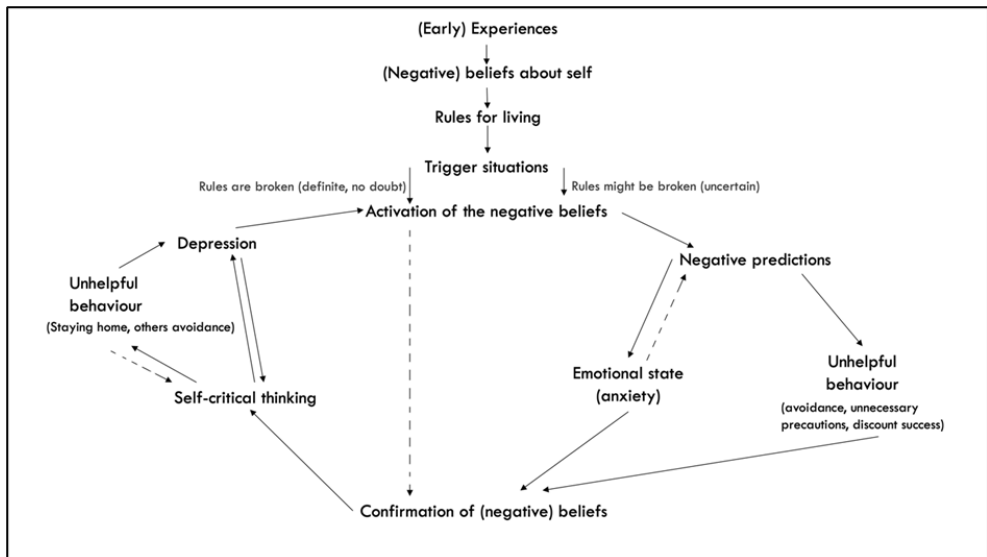 (Early) Experiences
(Negative) beliefs about self
Rules for living
Trigger situations
Rules are broken (definite, no doubt)
Rules might be broken (uncertain)
Activation of the negative beliefs
Depression
Negative predictions
Unhelpful
behaviour
(Staying home, others avoidance)
Self-critical thinking
Emotional state
(anxiety)
Unhelpful
behaviour
(avoidance, unnecessary
precautions, discount success)
Confirmation of (negative) beliefs